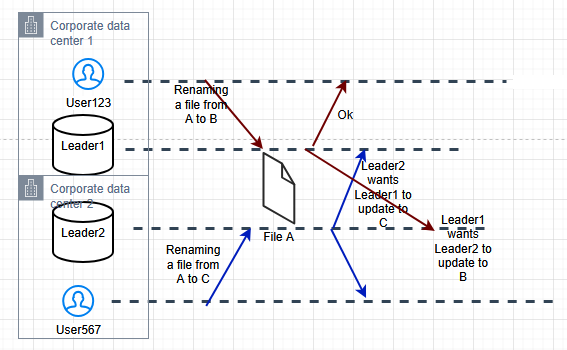 Corporate data
center 1
User123
Renaming
a file from
A to B
Ok
Leader1
Leader2
wants
Leader1 to
update to
C
Corporate data
center 2
Leader2
File A
Renaming
a file from
A to C
Leader1
wants
Leader2 to
update to
B
User567